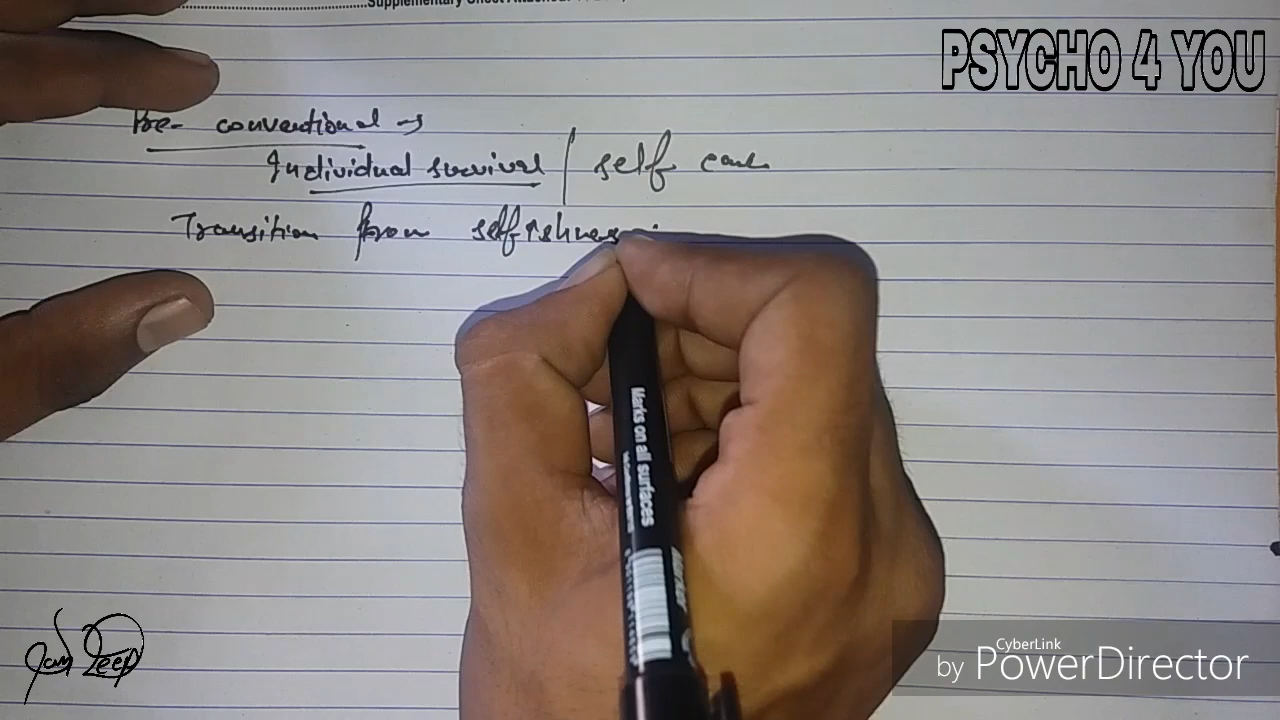 Supplementary Sheet Attached
PSYCHO 4 YOU
Pre-conventional →
Individual survival / self care
Transition from selfishness
Marks on all surfaces
CyberLink
by PowerDirector